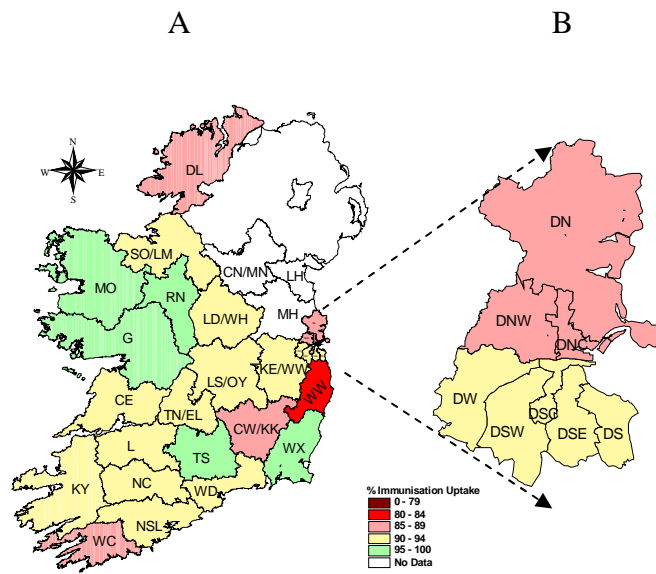 A
B
N
W E
S
DL
SO/LM
CN/MN
LH
MO
RN
MH
LD/WH
G
LS/OY
KE/WW
WW
CE
TN/EL
CW/KK
L
TS
WX
KY
NC
WD
NSL
WC
DN
DNW
DNC
DW
DSC
DSW
DSE
DS
% Immunisation Uptake
0 - 79
80 - 84
85 - 89
90 - 94
95 - 100
No Data